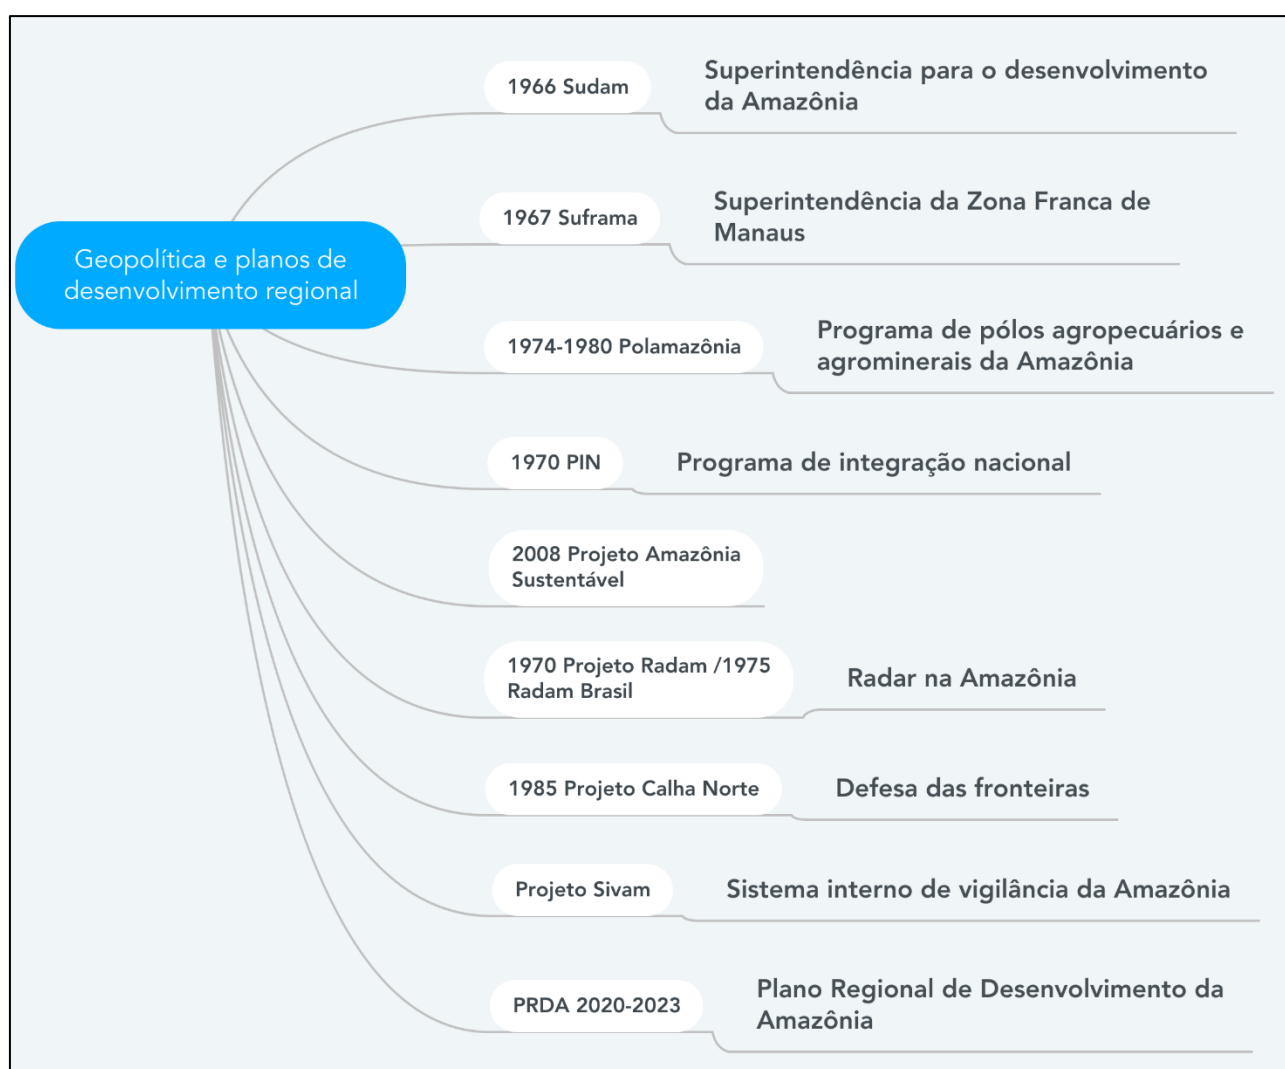 Geopolítica e planos de
desenvolvimento regional
1966 Sudam
Superintendência para o desenvolvimento
da Amazônia
1967 Suframa
Superintendência da Zona Franca de
Manaus
1974-1980 Polamazônia
Programa de pólos agropecuários e
agrominerais da Amazônia
1970 PIN
Programa de integração nacional
2008 Projeto Amazônia
Sustentável
1970 Projeto Radam /1975
Radam Brasil
Radar na Amazônia
1985 Projeto Calha Norte
Defesa das fronteiras
Projeto Sivam
Sistema interno de vigilância da Amazônia
PRDA 2020-2023
Plano Regional de Desenvolvimento da
Amazônia